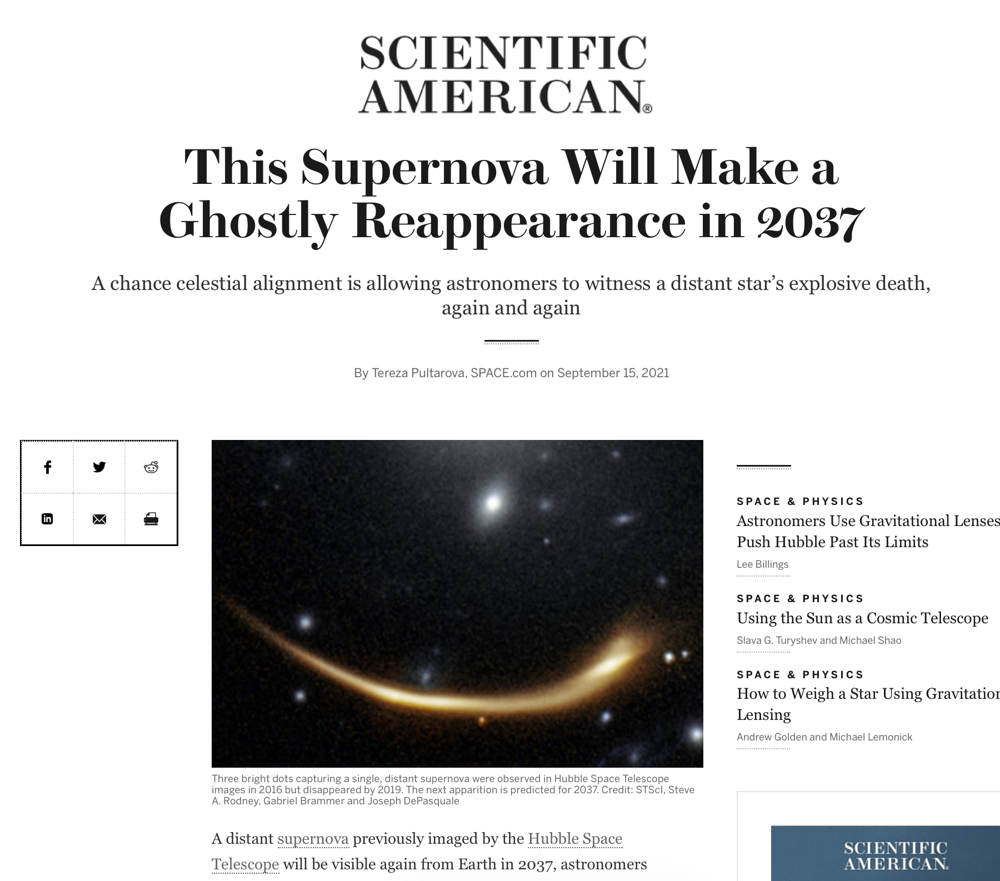 SCIENTIFIC
AMERICAN®
This Supernova Will Make a
Ghostly Reappearance in 2037
A chance celestial alignment is allowing astronomers to witness a distant star’s explosive death,
again and again
By Tereza Pultarova, SPACE.com on September 15, 2021
SPACE & PHYSICS
Astronomers Use Gravitational Lenses
Push Hubble Past Its Limits
Lee Billings
SPACE & PHYSICS
Using the Sun as a Cosmic Telescope
Slava G. Turyshev and Michael Shao
SPACE & PHYSICS
How to Weigh a Star Using Gravitation
Lensing
Andrew Golden and Michael Lemonick
Three bright dots capturing a single, distant supernova were observed in Hubble Space Telescope
images in 2016 but disappeared by 2019. The next apparition is predicted for 2037. Credit: STScI, Steve
A. Rodney, Gabriel Brammer and Joseph DePasquale
A distant supernova previously imaged by the Hubble Space
Telescope will be visible again from Earth in 2037, astronomers
SCIENTIFIC
AMERICAN®